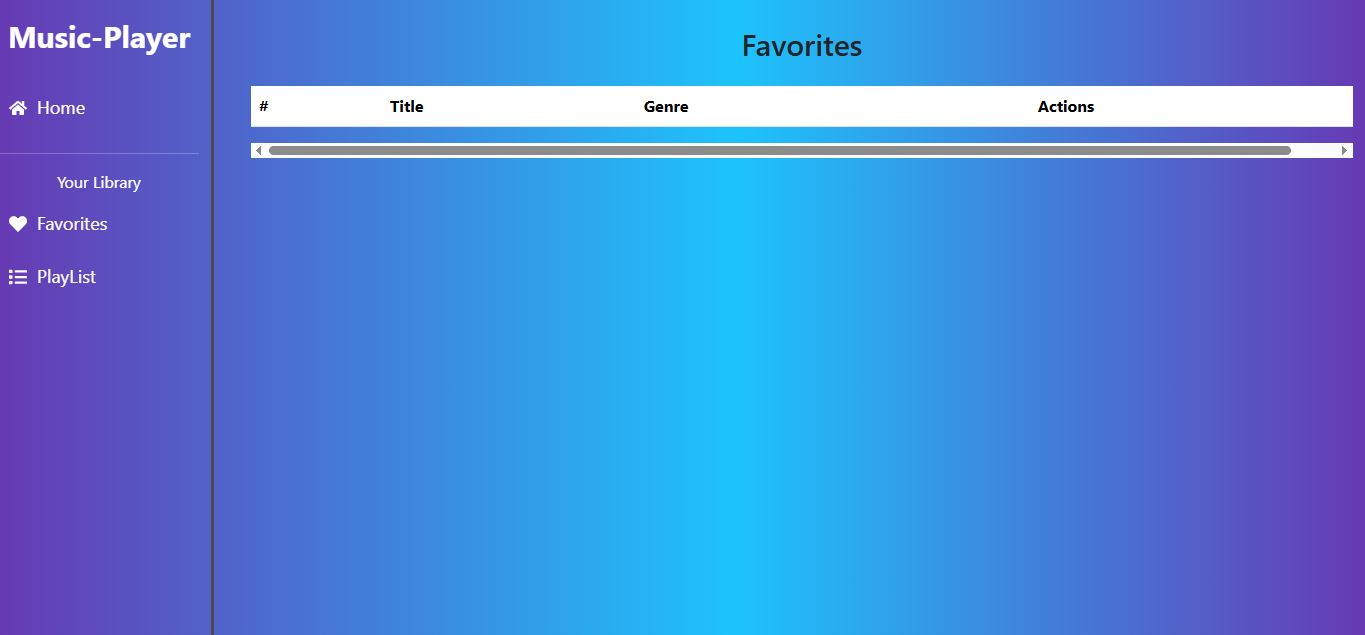 Music-Player
Home
Your Library
Favorites
PlayList
Favorites
# Title Genre Actions